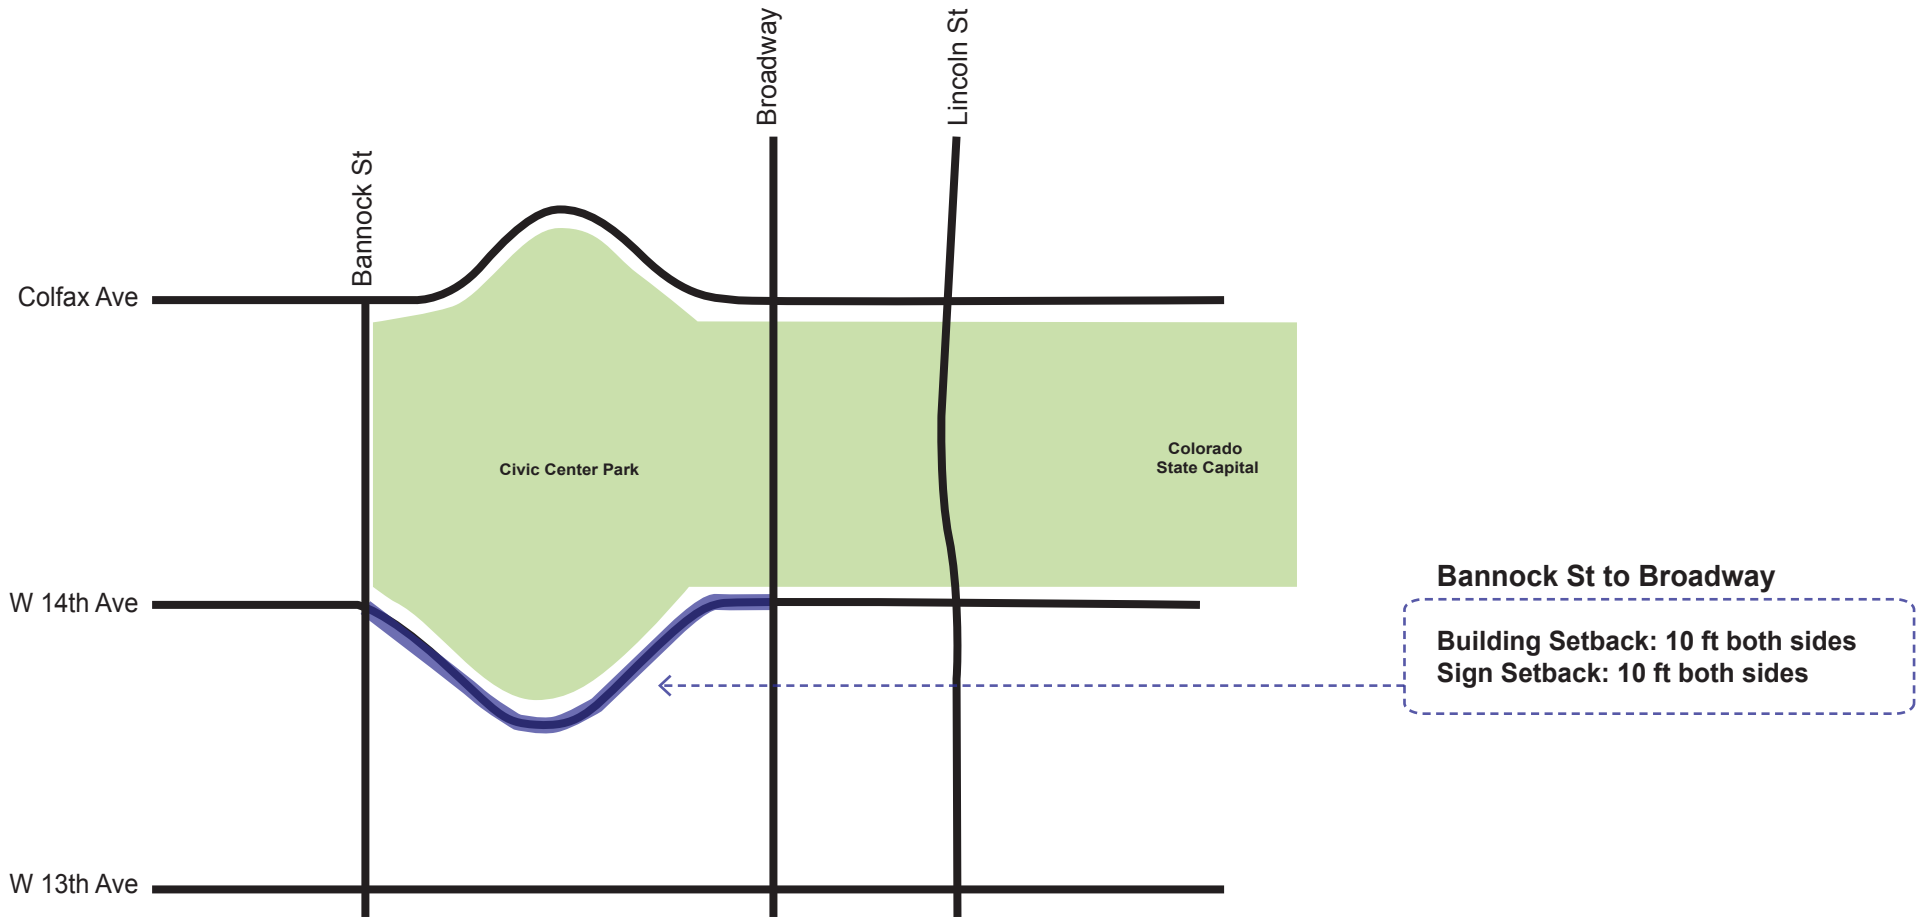 Broadway
Lincoln St
Bannock St
Colfax Ave
Civic Center Park
Colorado
State Capital
W 14th Ave
Bannock St to Broadway
Building Setback: 10 ft both sides
Sign Setback: 10 ft both sides
W 13th Ave